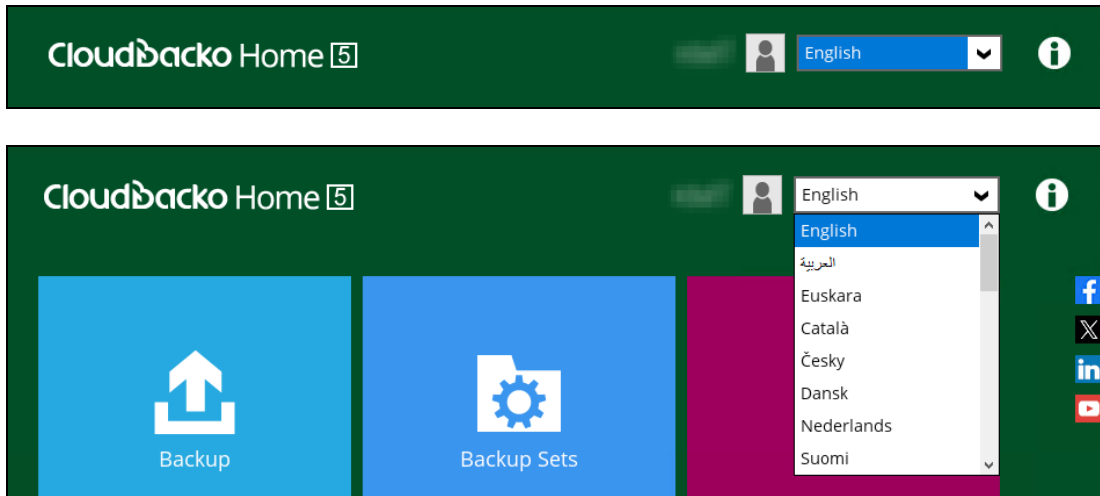 Cloudbacko Home 5
English
Cloudbacko Home 5
English
English
العربية
Euskara
Català
Česky
Dansk
Nederlands
Suomi
Backup
Backup Sets